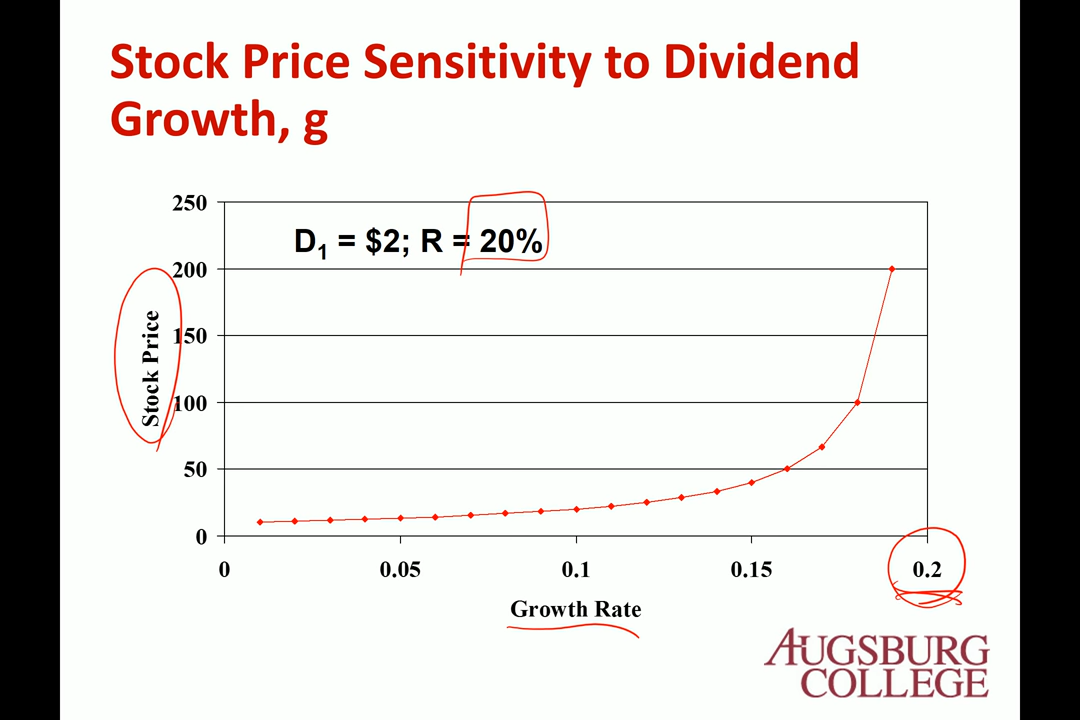 Stock Price Sensitivity to Dividend
Growth, g
250
D1 = $2; R = 20%
200
150
100
50
0
Stock Price
0 0.05 0.1 0.15 0.2
Growth Rate
AUGSBURG
COLLEGE